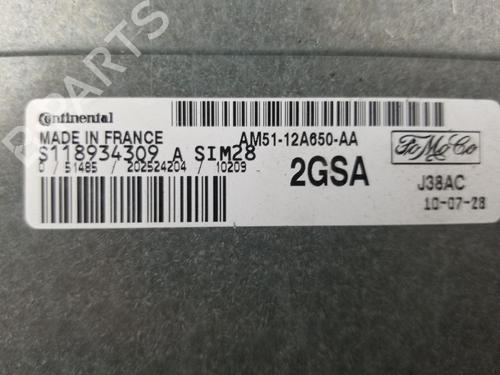 B-PARTS
Continental
MADE IN FRANCE
AM51-12A650-AA
S118934309 A SIM28
0 / 51485 / 202524204 / 10209
2GSA
FoMoCo
J38AC
10-07-28